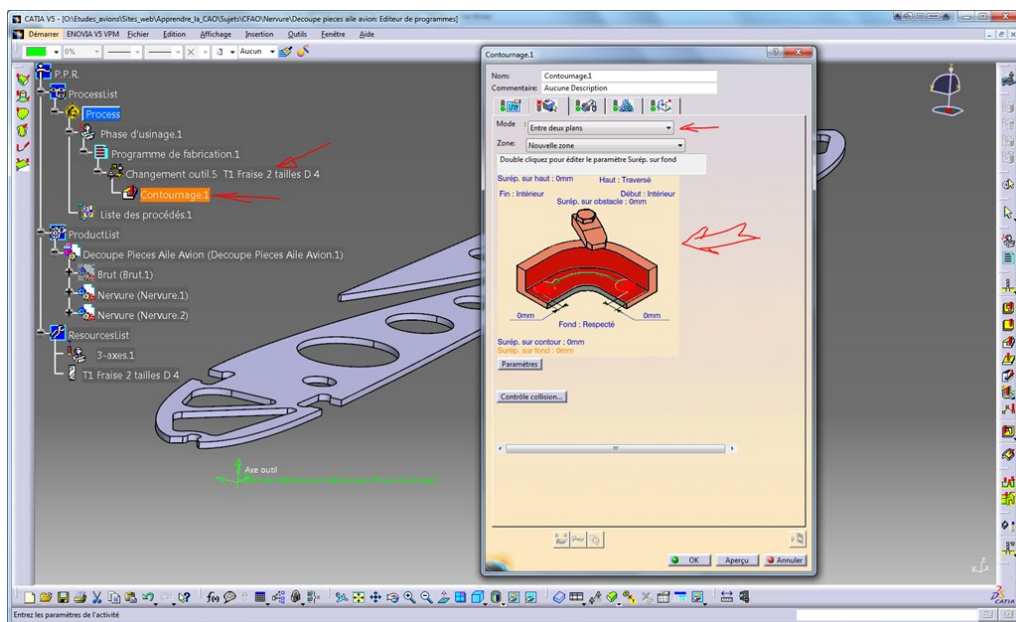 CATIA V5 - [O:\Etudes_avions\Sites_web\Apprendre_la_CAO\Sujets\CFAO\Nervure\Decoupe pieces aile avion: Editeur de programmes]
Démarrer ENOVIA V5 VPM Fichier Edition Affichage Insertion Outils Fenêtre Aide
0% Aucun
P.P.R.
ProcessList
Process
Phase d'usinage.1
Programme de fabrication.1
Changement outil.5 T1 Fraise 2 tailles D 4
Contournage.1
Liste des procédés.1
ProductList
Decoupe Pieces Aile Avion (Decoupe Pieces Aile Avion.1)
Brut (Brut.1)
Nervure (Nervure.1)
Nervure (Nervure.2)
ResourcesList
3-axes.1
T1 Fraise 2 tailles D 4
Axe outil
Contournage.1
Nom: Contournage.1
Commentaire: Aucune Description
Mode : Entre deux plans
Zone: Nouvelle zone
Double cliquez pour éditer le paramètre Surép. sur fond
Surép. sur haut : 0mm Haut : Traversé
Fin : Intérieur Début : Intérieur
Surép. sur obstacle : 0mm
0mm 0mm
Fond : Respecté
Surép. sur contour : 0mm
Surép. sur fond : 0mm
Paramètres
Contrôle collision...
OK Aperçu Annuler
Entrez les paramètres de l'activité
CATIA